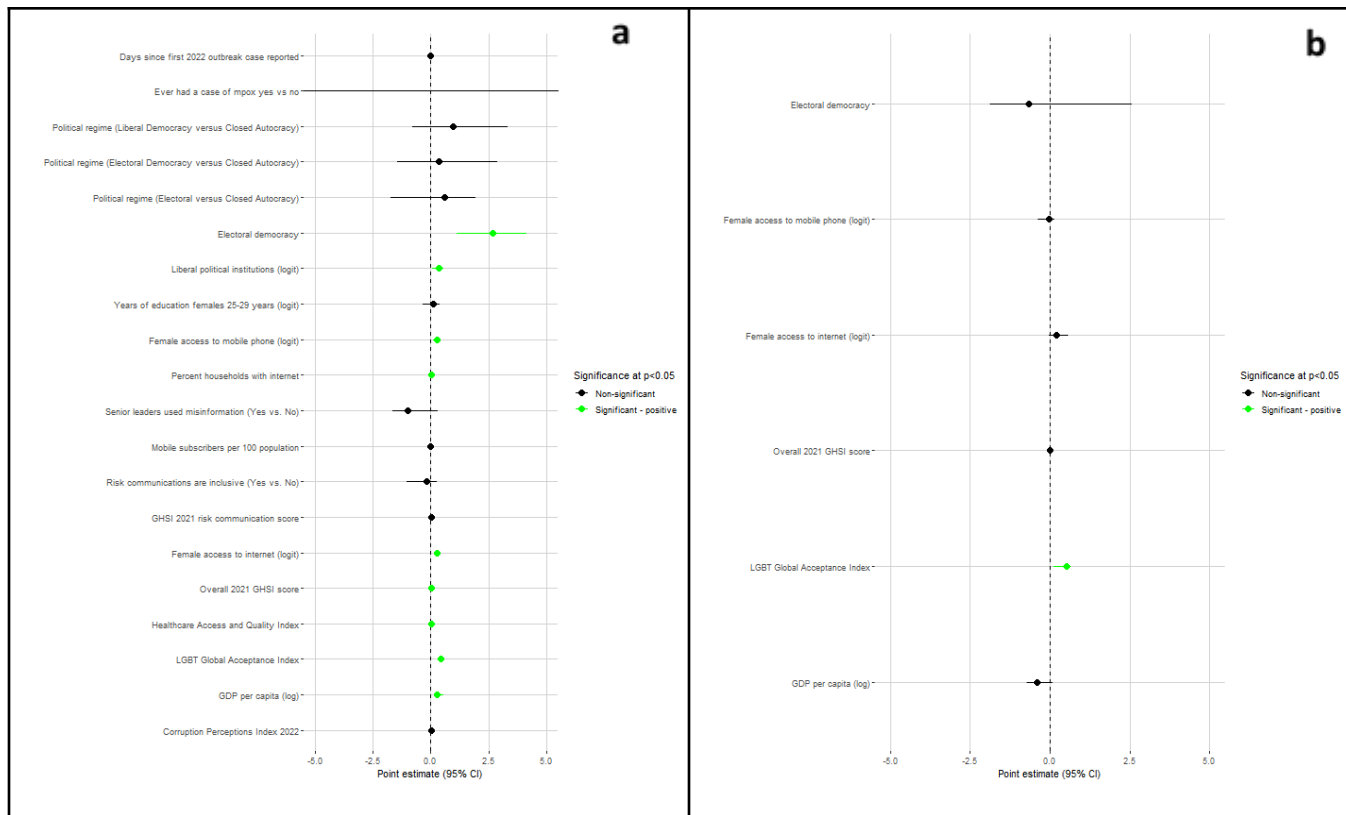 a
Days since first 2022 outbreak case reported
Ever had a case of mpox yes vs no
Political regime (Liberal Democracy versus Closed Autocracy)
Political regime (Electoral Democracy versus Closed Autocracy)
Political regime (Electoral versus Closed Autocracy)
Electoral democracy
Liberal political institutions (logit)
Years of education females 25-29 years (logit)
Female access to mobile phone (logit)
Percent households with internet
Senior leaders used misinformation (Yes vs. No)
Mobile subscribers per 100 population
Risk communications are inclusive (Yes vs. No)
GHSI 2021 risk communication score
Female access to internet (logit)
Overall 2021 GHSI score
Healthcare Access and Quality Index
LGBT Global Acceptance Index
GDP per capita (log)
Corruption Perceptions Index 2022
-5.0 -2.5 0.0 2.5 5.0
Point estimate (95% CI)
Significance at p<0.05
Non-significant
Significant - positive
b
Electoral democracy
Female access to mobile phone (logit)
Female access to internet (logit)
Overall 2021 GHSI score
LGBT Global Acceptance Index
GDP per capita (log)
-5.0 -2.5 0.0 2.5 5.0
Point estimate (95% CI)
Significance at p<0.05
Non-significant
Significant - positive